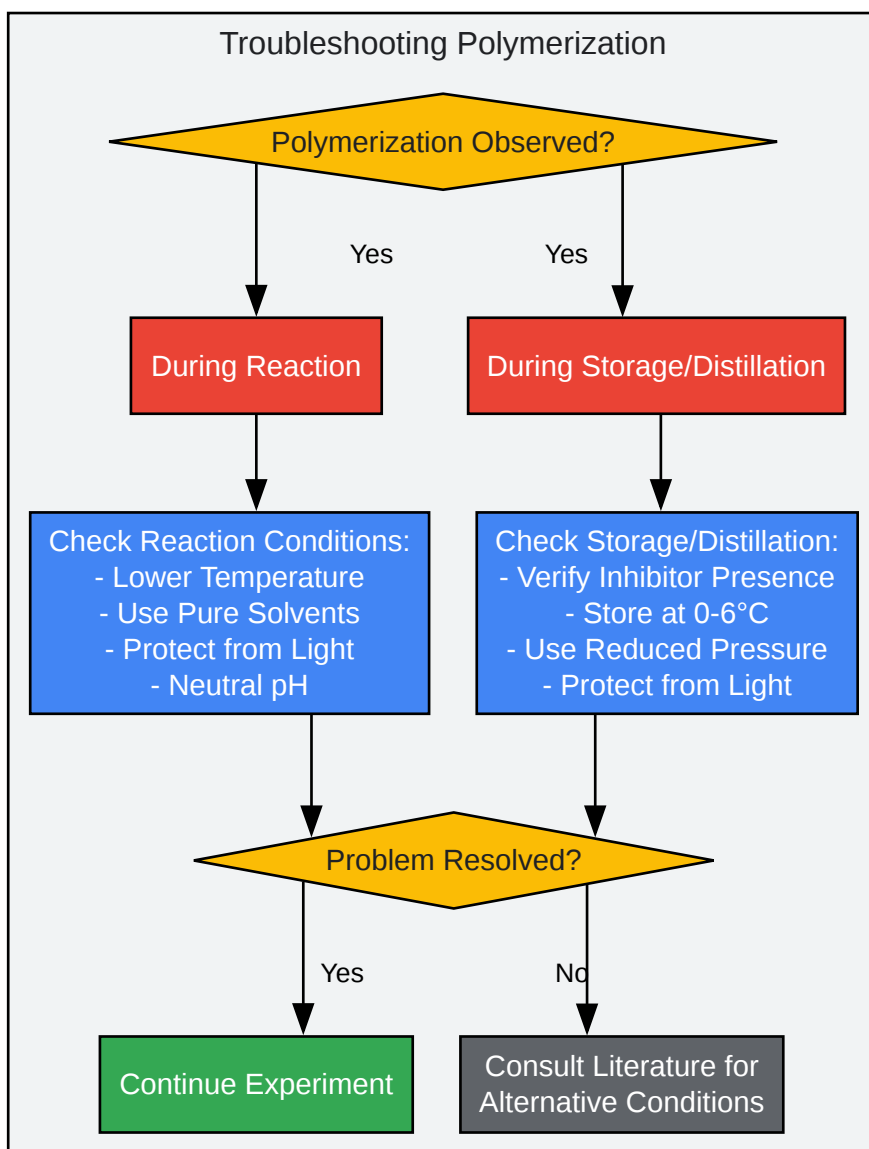 Troubleshooting Polymerization
Polymerization Observed?
Yes
Yes
During Reaction
During Storage/Distillation
Check Reaction Conditions:
- Lower Temperature
- Use Pure Solvents
- Protect from Light
- Neutral pH
Check Storage/Distillation:
- Verify Inhibitor Presence
- Store at 0-6°C
- Use Reduced Pressure
- Protect from Light
Problem Resolved?
Yes
No
Continue Experiment
Consult Literature for
Alternative Conditions